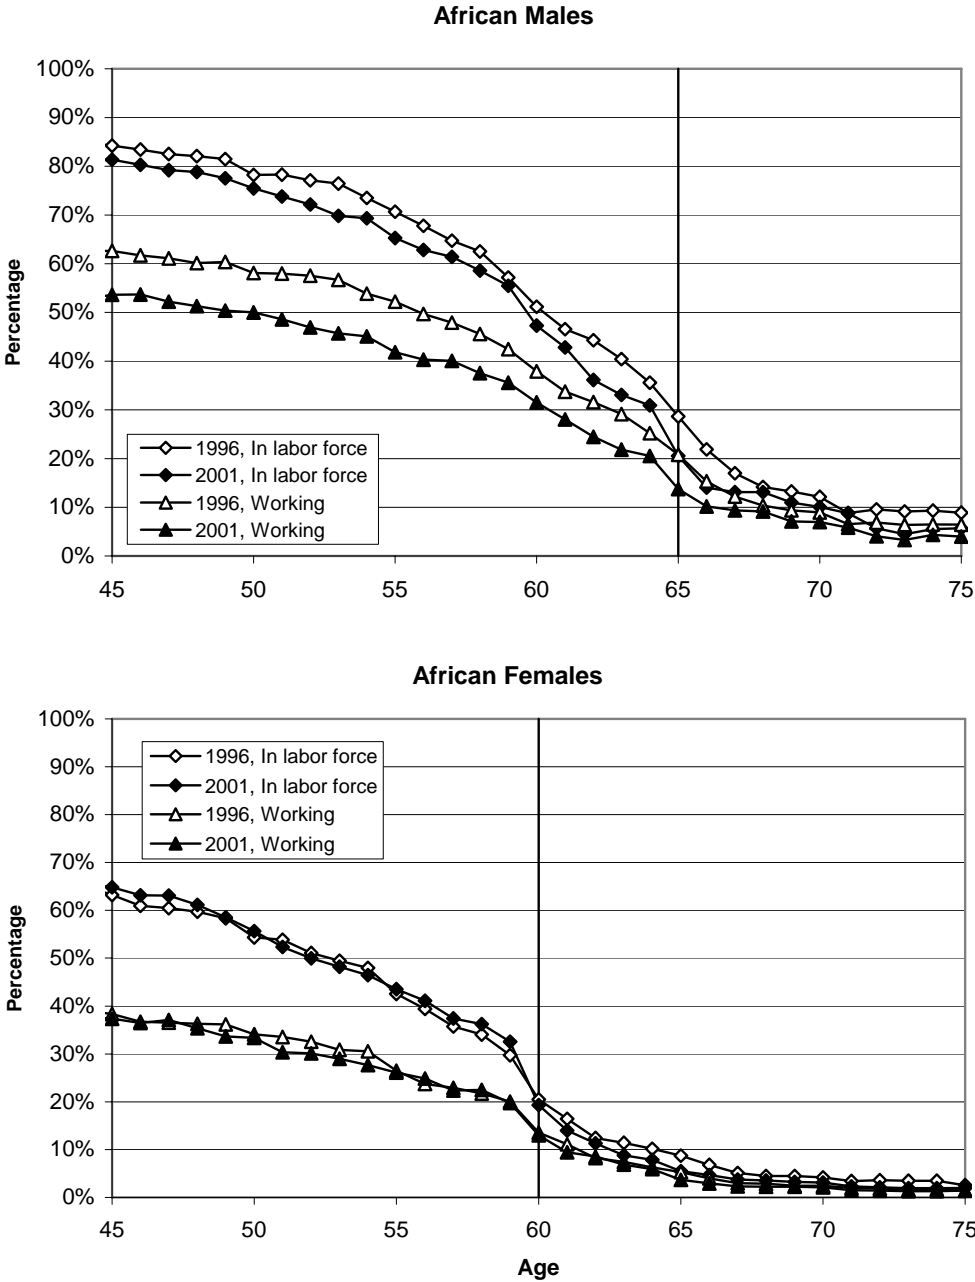 African Males
100%
90%
80%
70%
60%
50%
40%
30%
20%
10%
0%
Percentage
1996, In labor force
2001, In labor force
1996, Working
2001, Working
45 50 55 60 65 70 75
African Females
100%
90%
80%
70%
60%
50%
40%
30%
20%
10%
0%
Percentage
1996, In labor force
2001, In labor force
1996, Working
2001, Working
45 50 55 60 65 70 75
Age